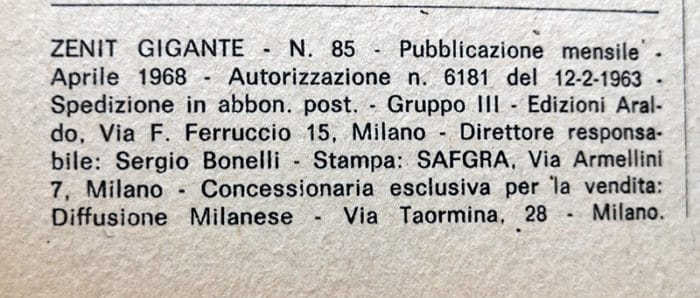 ZENIT GIGANTE - N. 85 - Pubblicazione mensile -
Aprile 1968 - Autorizzazione n. 6181 del 12-2-1963 -
Spedizione in abbon. post. - Gruppo III - Edizioni Aral-
do, Via F. Ferruccio 15, Milano - Direttore responsa-
bile: Sergio Bonelli - Stampa: SAFGRA, Via Armellini
7, Milano - Concessionaria esclusiva per la vendita:
Diffusione Milanese - Via Taormina, 28 - Milano.